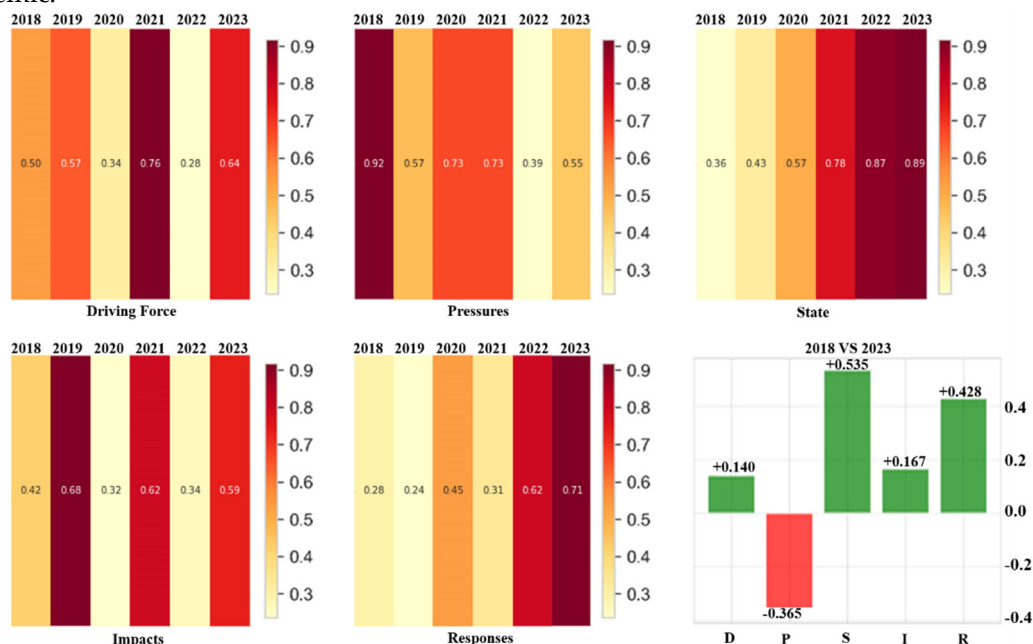 2018 2019 2020 2021 2022 2023
0.9
0.8
0.7
0.6
0.5
0.4
0.3
0.50 0.57 0.34 0.76 0.28 0.64
Driving Force
2018 2019 2020 2021 2022 2023
0.9
0.8
0.7
0.6
0.5
0.4
0.3
0.92 0.57 0.73 0.73 0.39 0.55
Pressures
2018 2019 2020 2021 2022 2023
0.9
0.8
0.7
0.6
0.5
0.4
0.3
0.36 0.43 0.57 0.78 0.87 0.89
State
2018 2019 2020 2021 2022 2023
0.9
0.8
0.7
0.6
0.5
0.4
0.3
0.42 0.68 0.32 0.62 0.34 0.59
Impacts
2018 2019 2020 2021 2022 2023
0.9
0.8
0.7
0.6
0.5
0.4
0.3
0.28 0.24 0.45 0.31 0.62 0.71
Responses
2018 VS 2023
+0.535
+0.428
+0.140
+0.167
-0.365
0.4
0.2
0.0
-0.2
-0.4
D P S I R